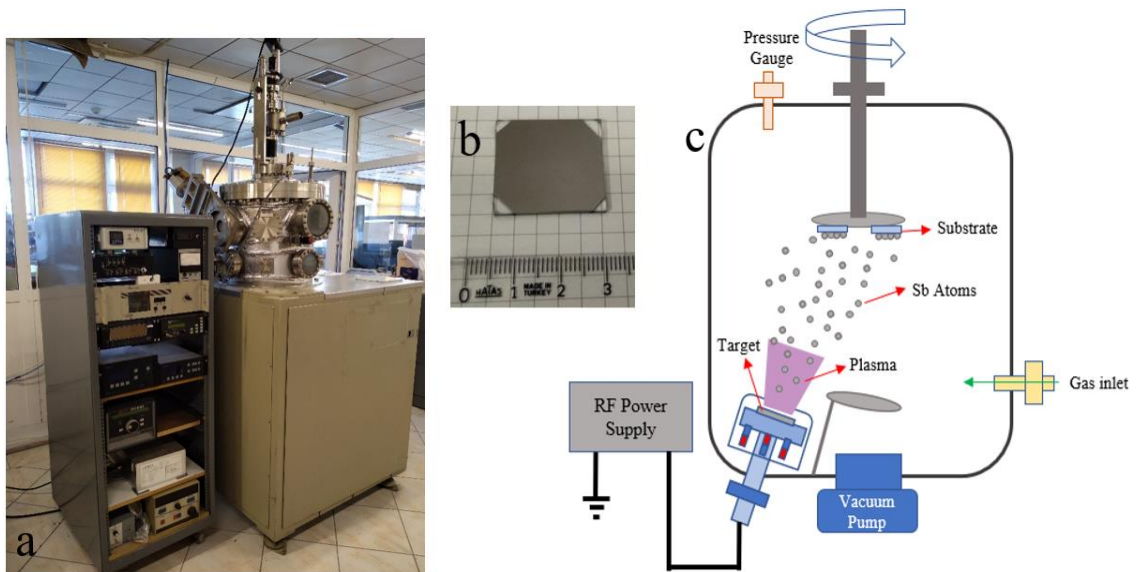 a
b
0 1 2 3
HATAS
MADE IN
TURKEY
c
Pressure
Gauge
Substrate
Sb Atoms
Target
Plasma
Gas inlet
RF Power
Supply
Vacuum
Pump